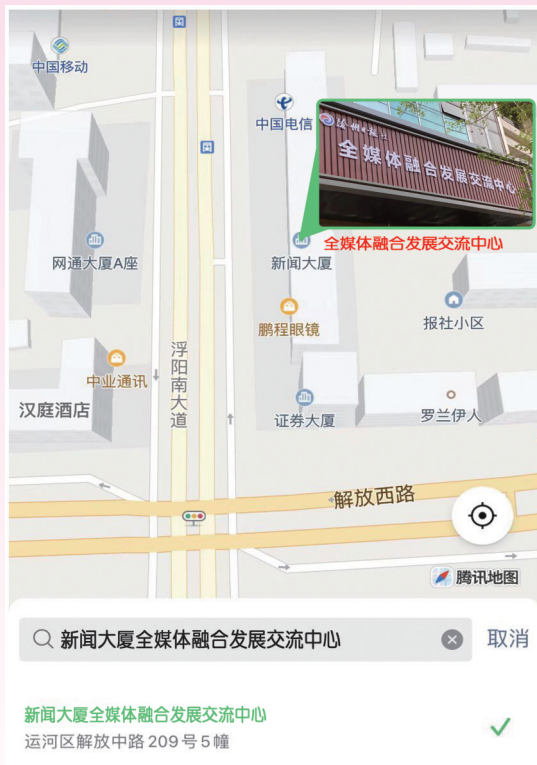 中国移动
中国电信
沧州日报
全媒体融合发展交流中心
全媒体融合发展交流中心
网通大厦A座
新闻大厦
报社小区
鹏程眼镜
浮阳南大道
中业通讯
汉庭酒店
证券大厦
罗兰伊人
解放西路
腾讯地图
新闻大厦全媒体融合发展交流中心
取消
新闻大厦全媒体融合发展交流中心
运河区解放中路209号5幢